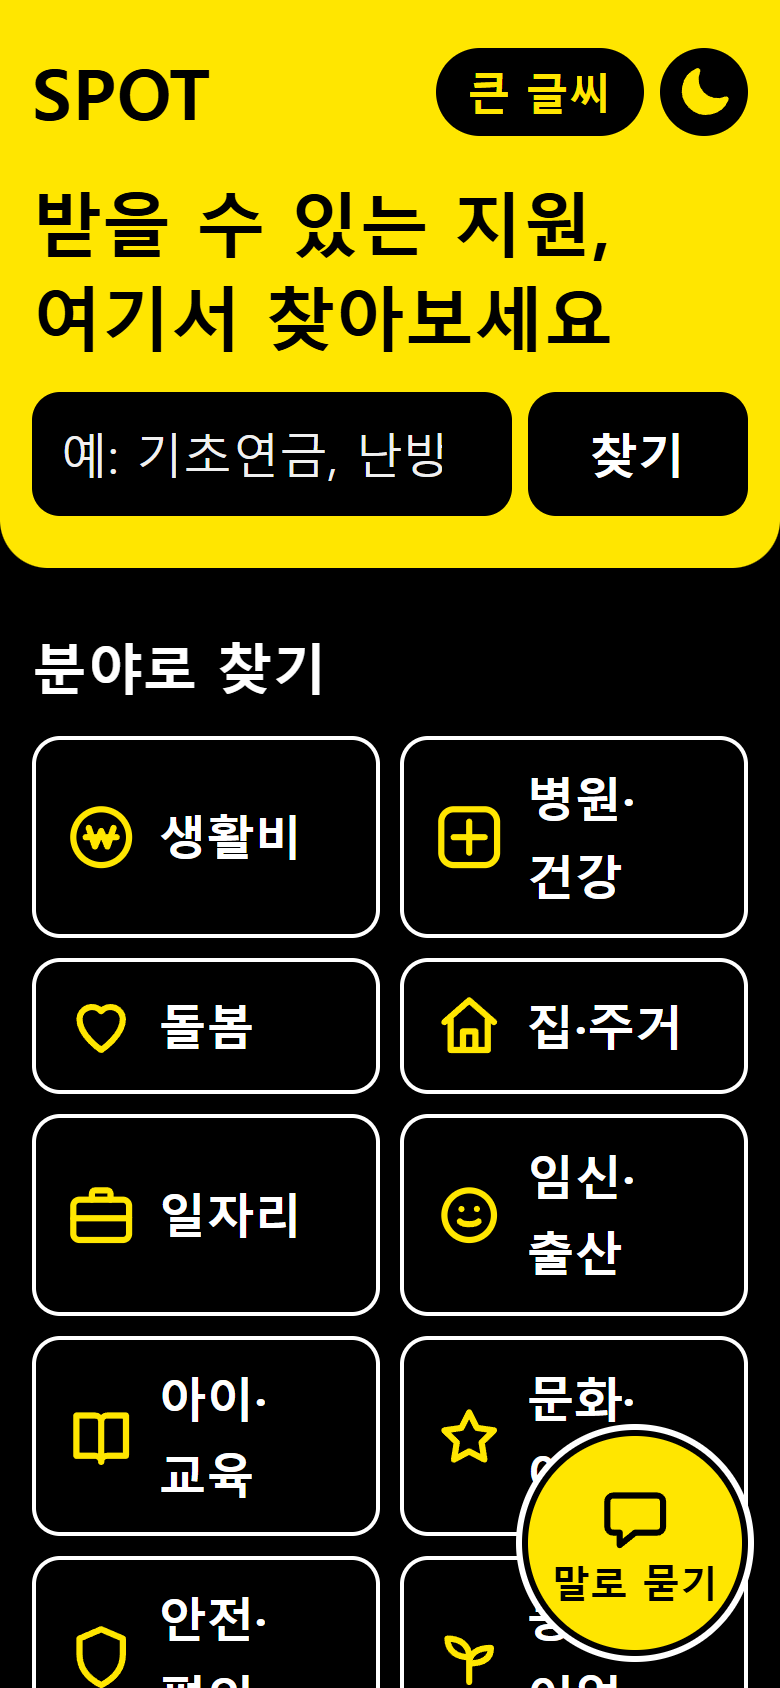 SPOT
큰 글씨
받을 수 있는 지원,
여기서 찾아보세요
예: 기초연금, 난방
찾기
분야로 찾기
생활비
병원·
건강
돌봄
집·주거
일자리
임신·
출산
아이·
교육
문화·
말로 묻기
안전·